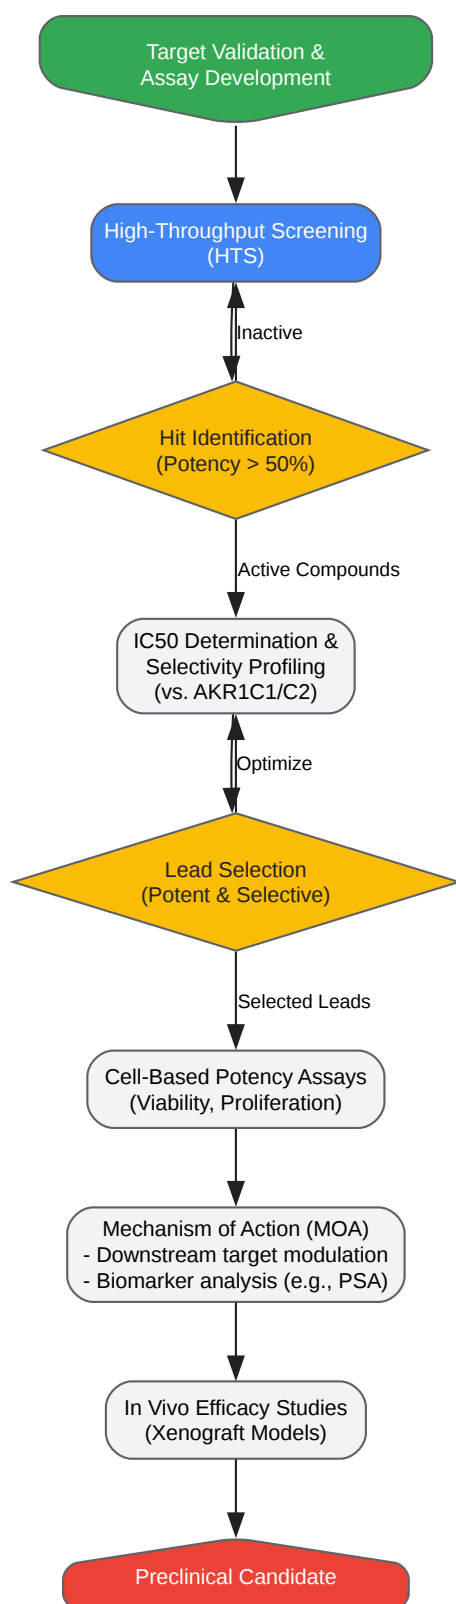 Target Validation &
Assay Development
High-Throughput Screening
(HTS)
Inactive
Hit Identification
(Potency > 50%)
Active Compounds
IC50 Determination &
Selectivity Profiling
(vs. AKR1C1/C2)
Optimize
Lead Selection
(Potent & Selective)
Selected Leads
Cell-Based Potency Assays
(Viability, Proliferation)
Mechanism of Action (MOA)
- Downstream target modulation
- Biomarker analysis (e.g., PSA)
In Vivo Efficacy Studies
(Xenograft Models)
Preclinical Candidate